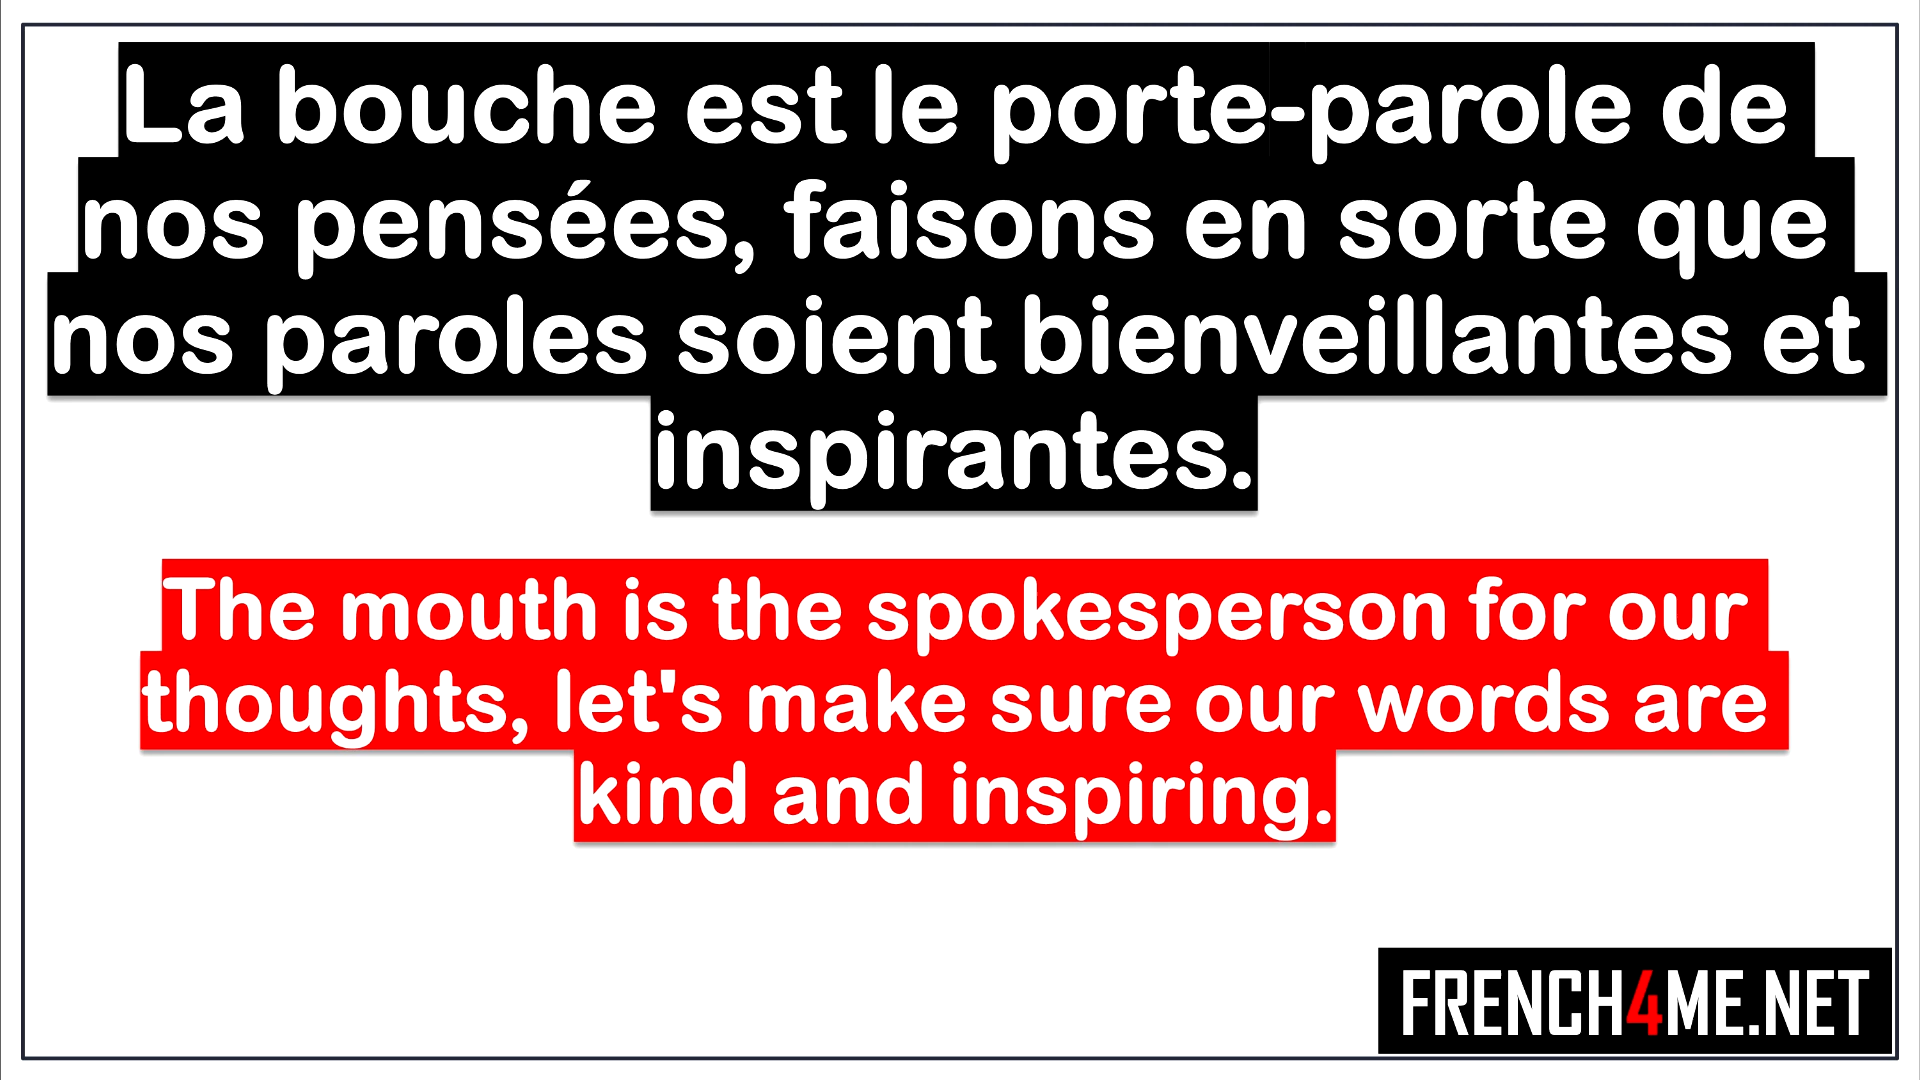 La bouche est le porte-parole de
nos pensées, faisons en sorte que
nos paroles soient bienveillantes et
inspirantes.
The mouth is the spokesperson for our
thoughts, let's make sure our words are
kind and inspiring.
FRENCH4ME.NET